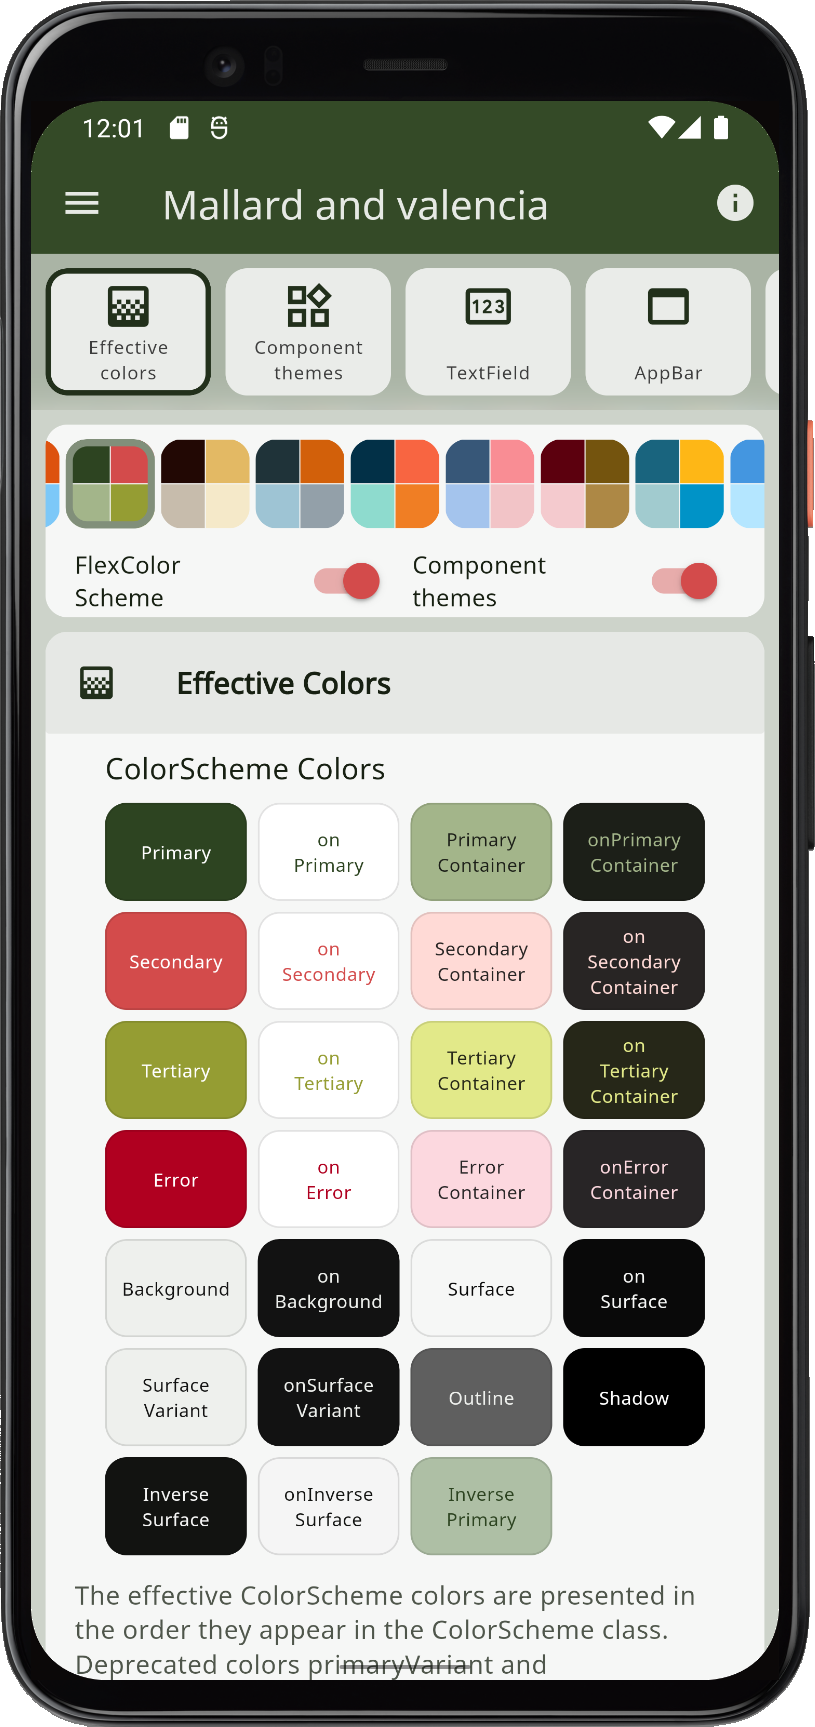 12:01
Mallard and valencia
Effective
colors
Component
themes
123
TextField
AppBar
FlexColor
Scheme
Component
themes
Effective Colors
ColorScheme Colors
Primary
on
Primary
Primary
Container
onPrimary
Container
Secondary
on
Secondary
Secondary
Container
on
Secondary
Container
Tertiary
on
Tertiary
Tertiary
Container
on
Tertiary
Container
Error
on
Error
Error
Container
onError
Container
Background
on
Background
Surface
on
Surface
Surface
Variant
onSurface
Variant
Outline
Shadow
Inverse
Surface
onInverse
Surface
Inverse
Primary
The effective ColorScheme colors are presented in
the order they appear in the ColorScheme class.
Deprecated colors primaryVariant and